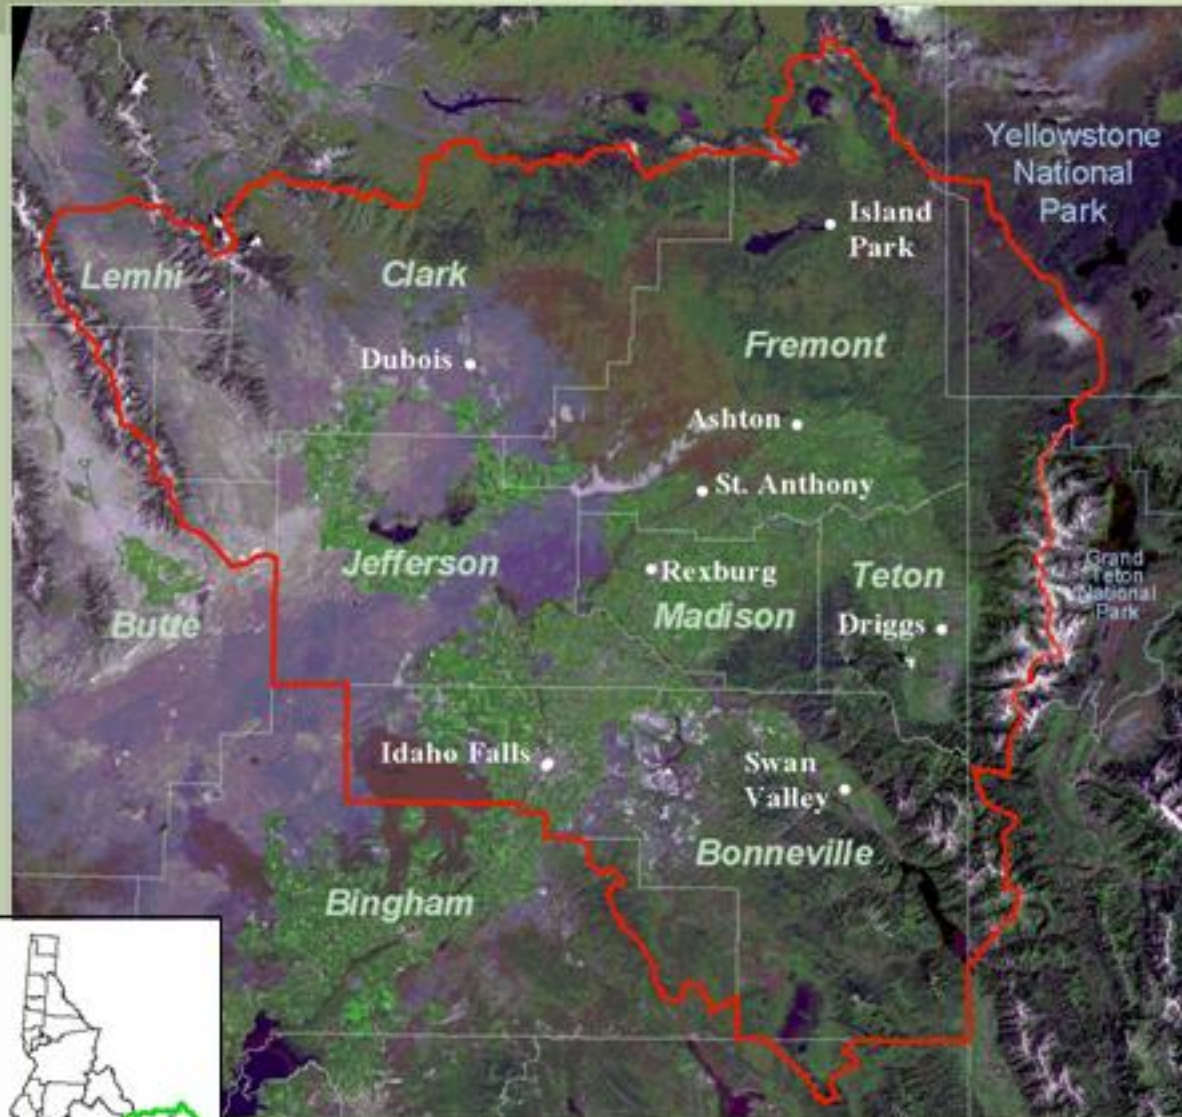 Yellowstone
National
Park
Island
Park
Lemhi
Clark
Fremont
Dubois
Ashton
St. Anthony
Jefferson
Rexburg
Madison
Teton
Grand
Teton
National
Park
Butte
Driggs
Idaho Falls
Swan
Valley
Bonneville
Bingham